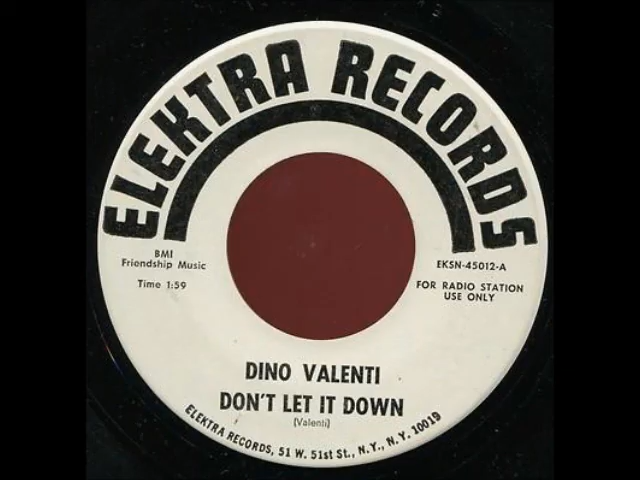 ELEKTRA RECORDS
BMI
Friendship Music
Time 1:59
EKSN-45012-A
FOR RADIO STATION
USE ONLY
DINO VALENTI
DON'T LET IT DOWN
(Valenti)
ELEKTRA RECORDS, 51 W. 51st St., N.Y., N.Y. 10019